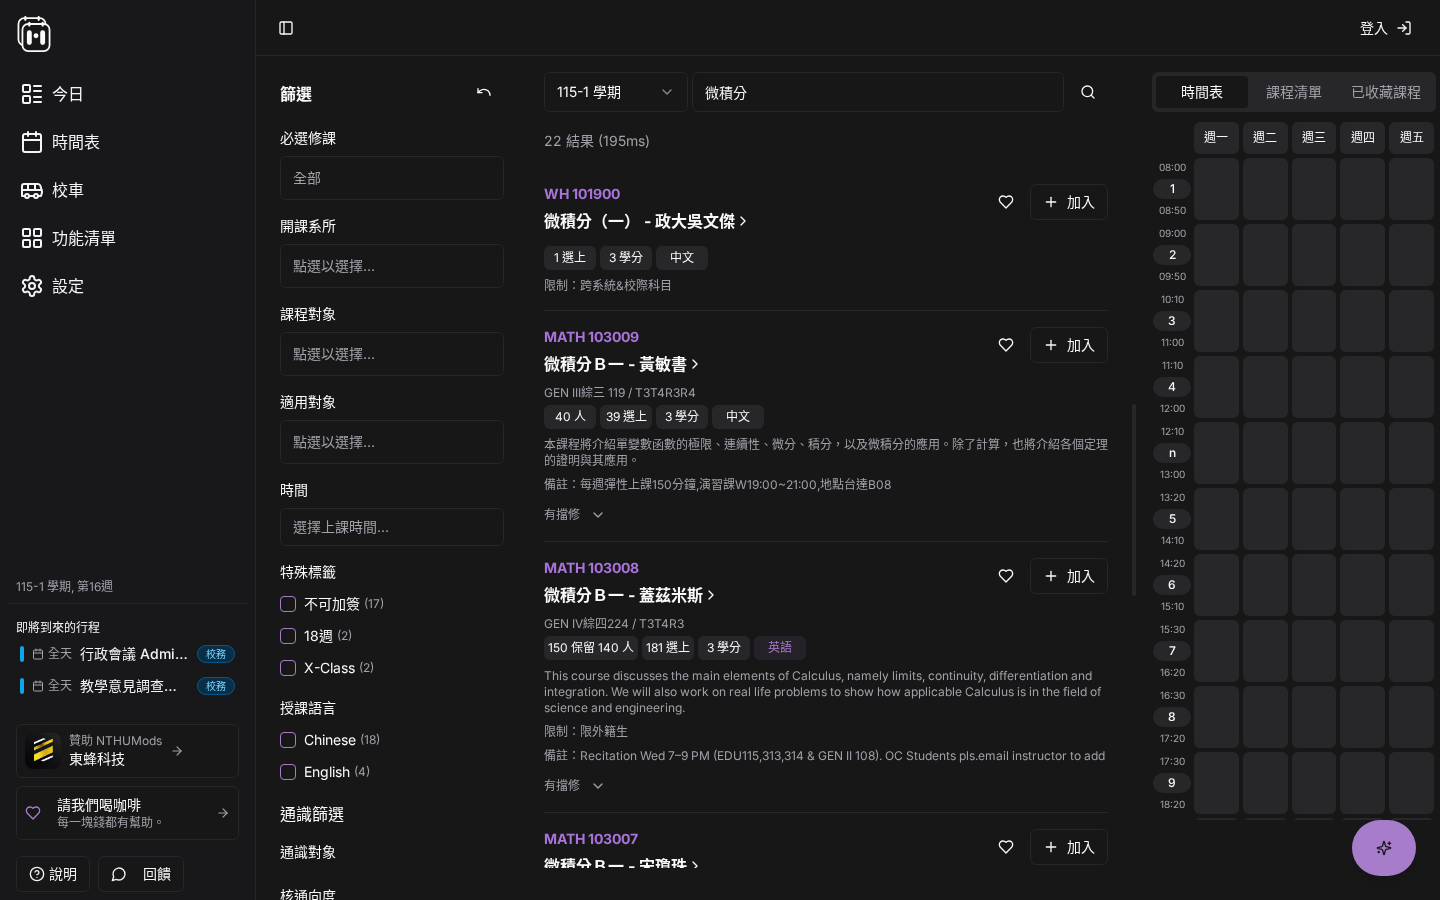 今日
時間表
校車
功能清單
設定
115-1 學期, 第16週
即將到來的行程
全天 行政會議 Admi... 校務
全天 教學意見調查... 校務
贊助 NTHUMods
東蜂科技
請我們喝咖啡
每一塊錢都有幫助。
說明 回饋
登入
篩選
必選修課
全部
開課系所
點選以選擇...
課程對象
點選以選擇...
適用對象
點選以選擇...
時間
選擇上課時間...
特殊標籤
不可加簽 (17)
18週 (2)
X-Class (2)
授課語言
Chinese (18)
English (4)
通識篩選
通識對象
核通向度
115-1 學期 微積分
22 結果 (195ms)
WH 101900
微積分（一） - 政大吳文傑
加入
1 選上 3 學分 中文
限制：跨系統&校際科目
MATH 103009
微積分Ｂ一 - 黃敏書
加入
GEN III綜三 119 / T3T4R3R4
40 人 39 選上 3 學分 中文
本課程將介紹單變數函數的極限、連續性、微分、積分，以及微積分的應用。除了計算，也將介紹各個定理
的證明與其應用。
備註：每週彈性上課150分鐘,演習課W19:00~21:00,地點台達B08
有擋修
MATH 103008
微積分Ｂ一 - 蓋茲米斯
加入
GEN IV綜四224 / T3T4R3
150 保留 140 人 181 選上 3 學分 英語
This course discusses the main elements of Calculus, namely limits, continuity, differentiation and
integration. We will also work on real life problems to show how applicable Calculus is in the field of
science and engineering.
限制：限外籍生
備註：Recitation Wed 7–9 PM (EDU115,313,314 & GEN II 108). OC Students pls.email instructor to add
有擋修
MATH 103007
微積分Ｂ一 - 宋瓊珠
加入
時間表 課程清單 已收藏課程
週一 週二 週三 週四 週五
08:00
1
08:50
09:00
2
09:50
10:10
3
11:00
11:10
4
12:00
12:10
n
13:00
13:20
5
14:10
14:20
6
15:10
15:30
7
16:20
16:30
8
17:20
17:30
9
18:20